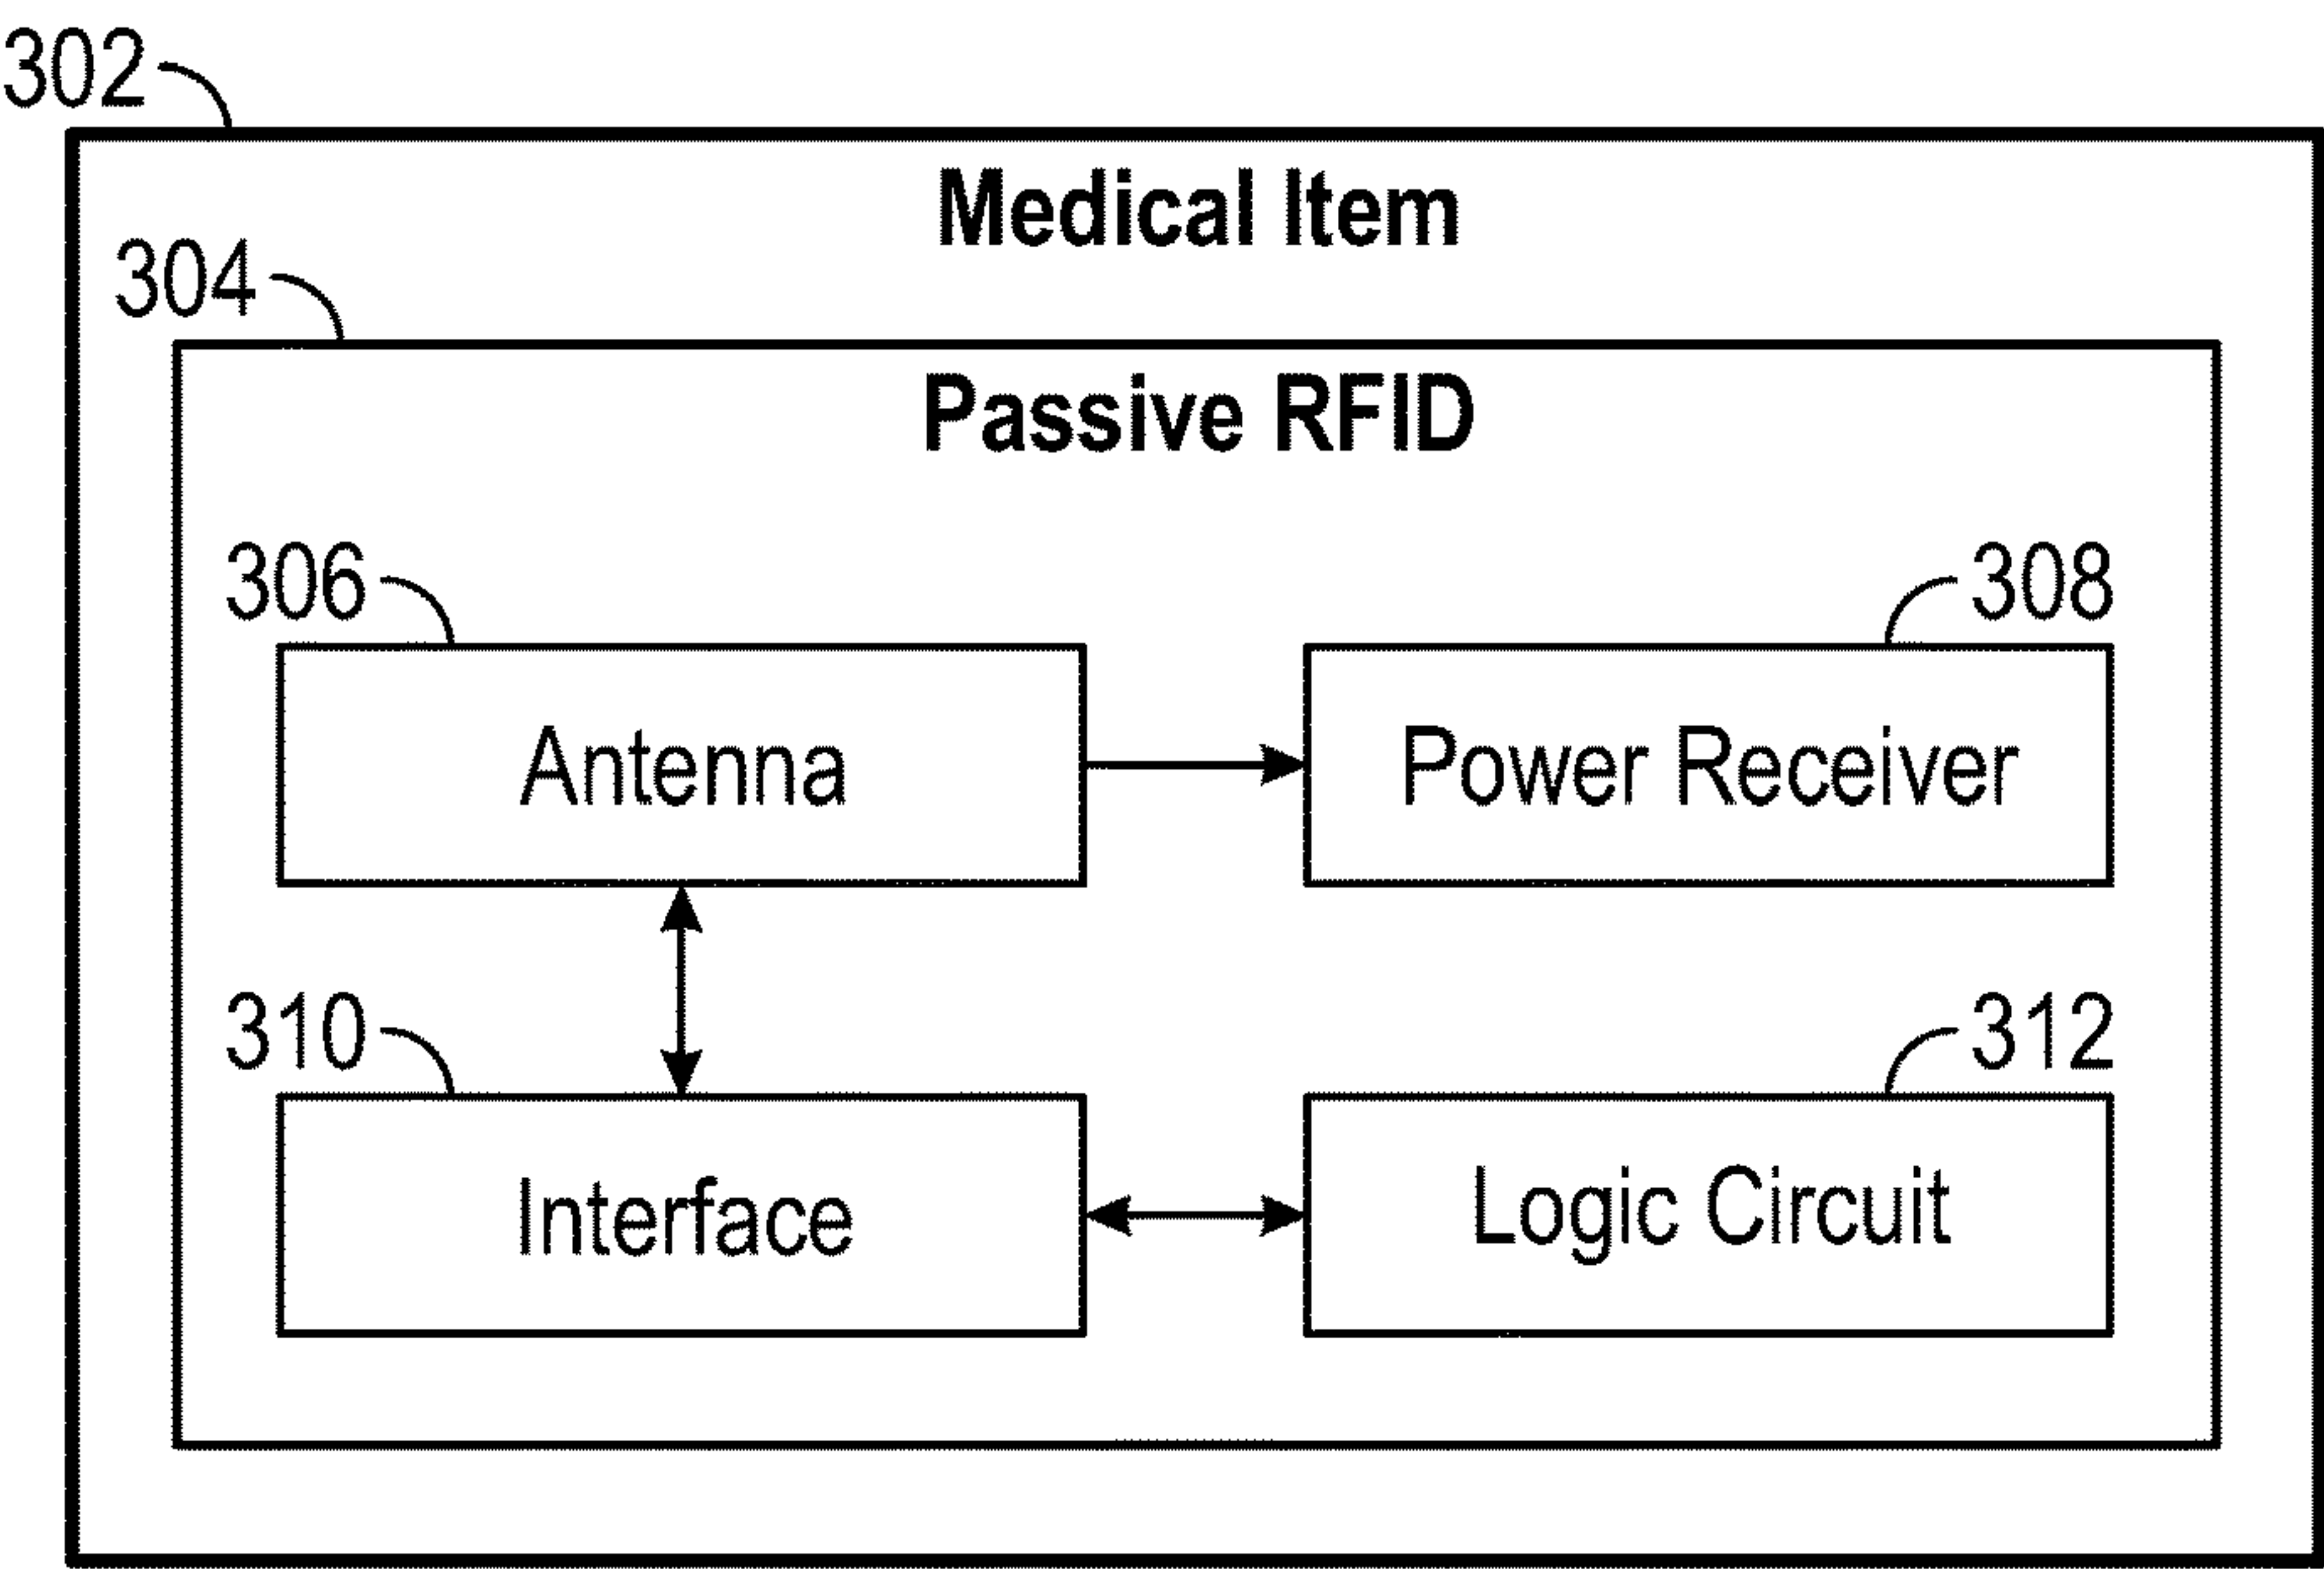 302
Medical Item
304
Passive RFID
306
308
Antenna
Power Receiver
310
312
Interface
Logic Circuit